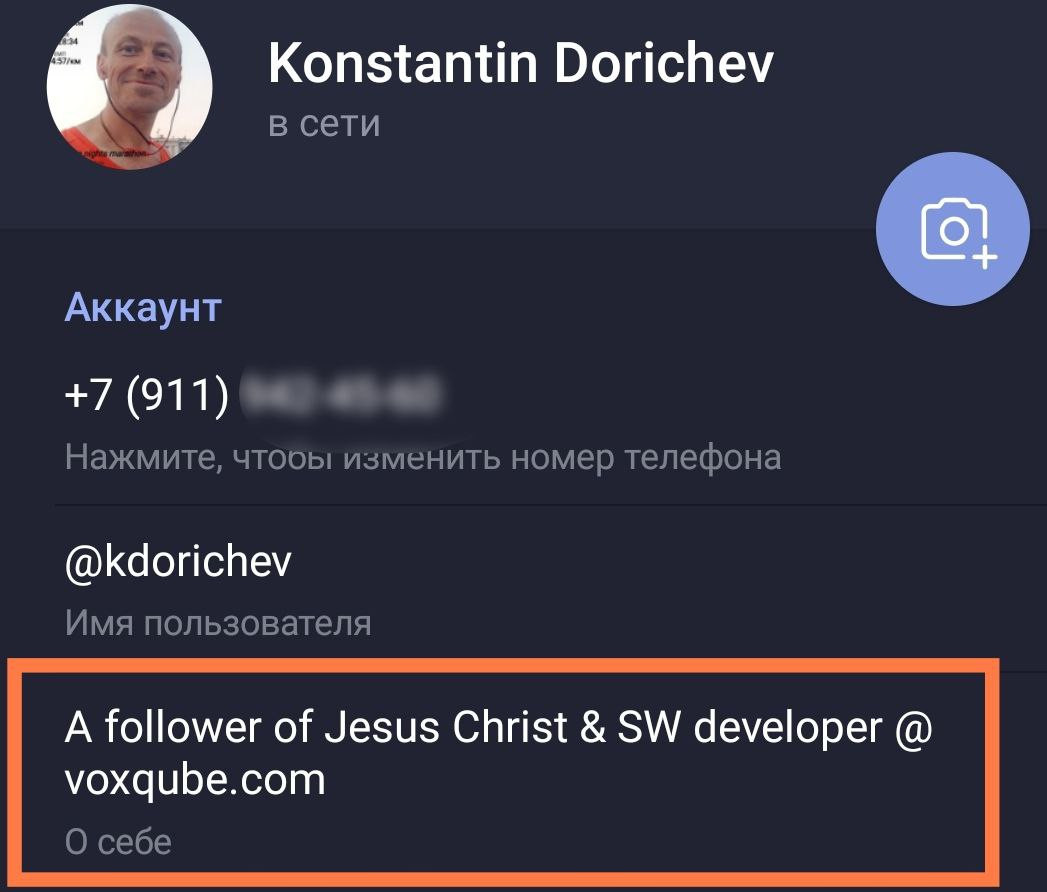 Konstantin Dorichev
в сети
Аккаунт
+7 (911)
Нажмите, чтобы изменить номер телефона
@kdorichev
Имя пользователя
A follower of Jesus Christ & SW developer @
voxqube.com
О себе